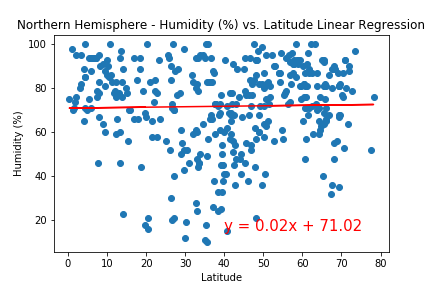 Northern Hemisphere - Humidity (%) vs. Latitude Linear Regression
100
80
60
40
20
Humidity (%)
y = 0.02x + 71.02
0 10 20 30 40 50 60 70 80
Latitude